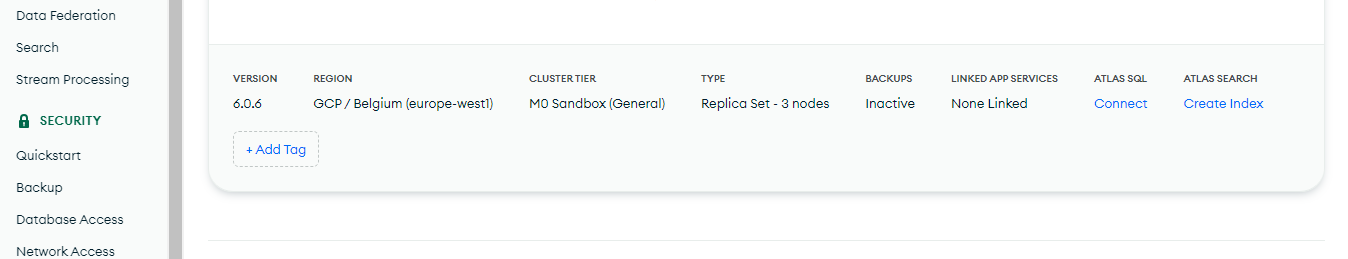 Data Federation
Search
Stream Processing
SECURITY
Quickstart
Backup
Database Access
Network Access
VERSION REGION CLUSTER TIER TYPE BACKUPS LINKED APP SERVICES ATLAS SQL ATLAS SEARCH
6.0.6 GCP / Belgium (europe-west1) M0 Sandbox (General) Replica Set - 3 nodes Inactive None Linked Connect Create Index
+ Add Tag